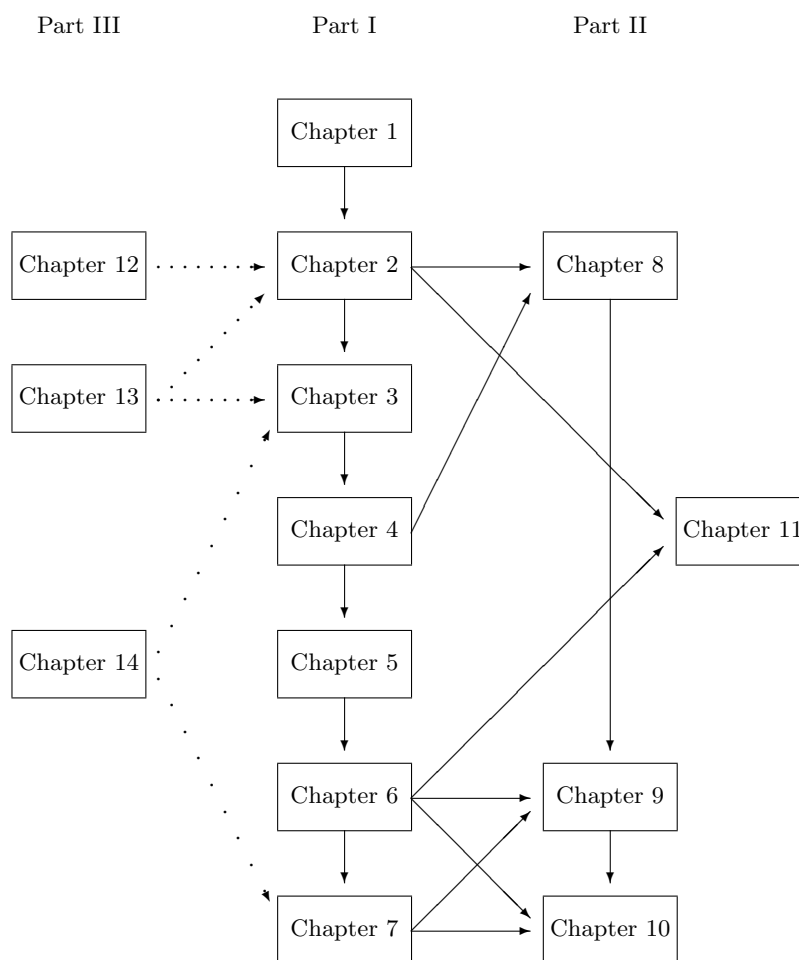 Part III Part I Part II
Chapter 1
Chapter 12 Chapter 2 Chapter 8
Chapter 13 Chapter 3
Chapter 4 Chapter 11
Chapter 14 Chapter 5
Chapter 6 Chapter 9
Chapter 7 Chapter 10